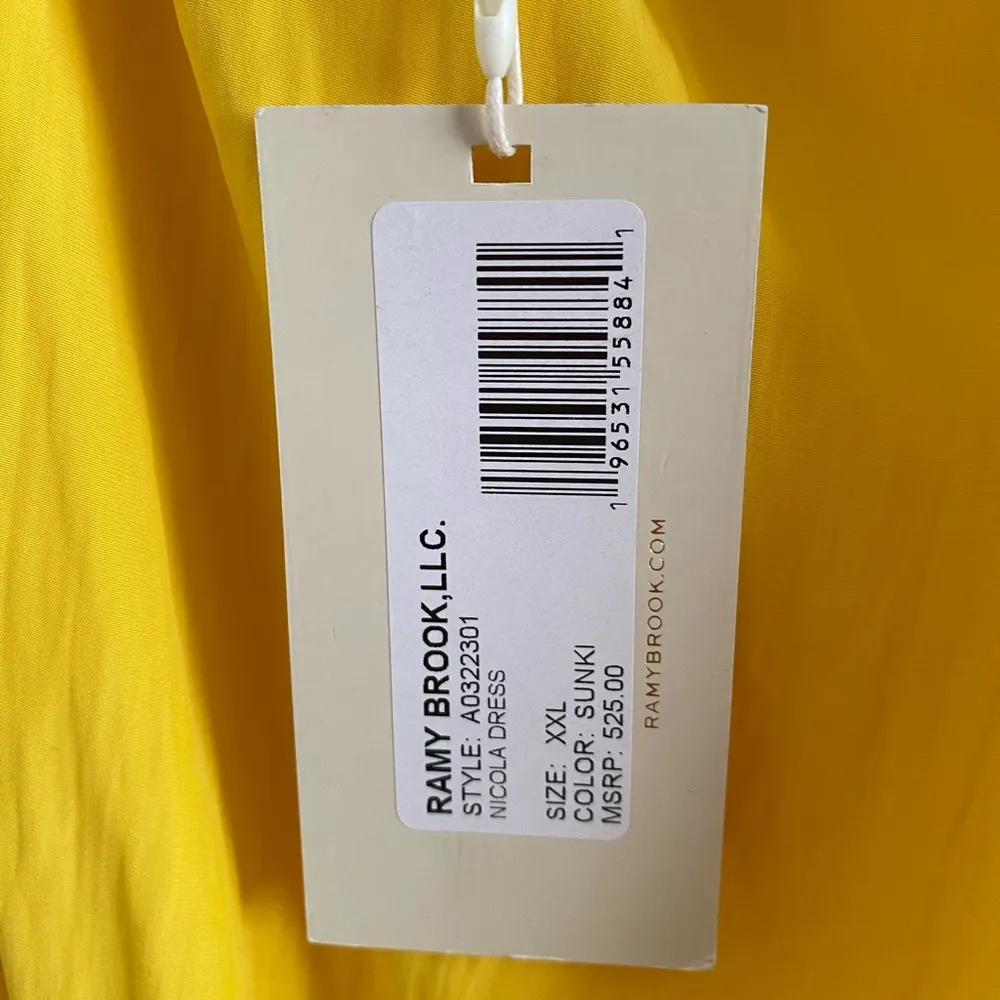 RAMY BROOK,LLC.
STYLE: A0322301
NICOLA DRESS
SIZE: XXL
COLOR: SUNKI
MSRP: 525.00
1 96531 55884 1
RAMYBROOK.COM